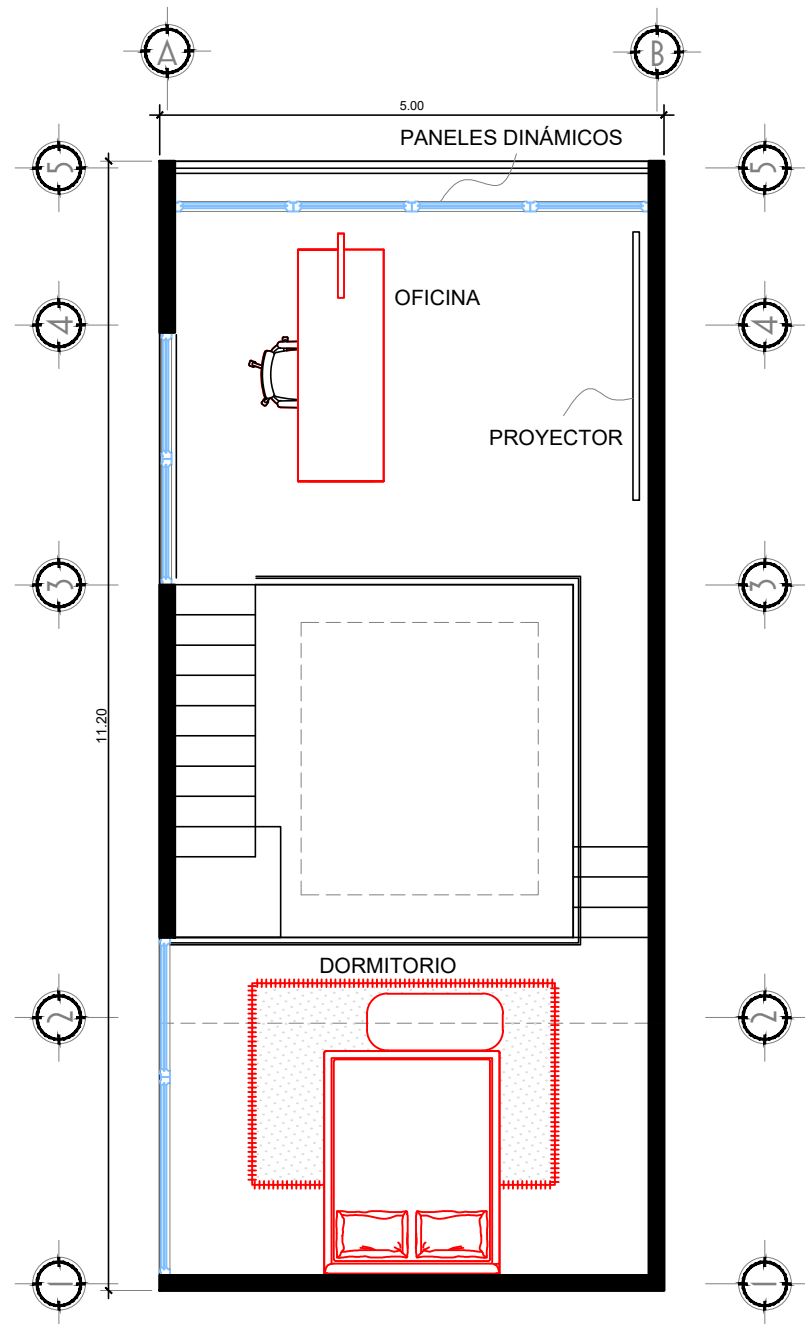 A
B
5.00
PANELES DINÁMICOS
5
5
OFICINA
4
4
PROYECTOR
3
3
11.20
DORMITORIO
2
2
1
1